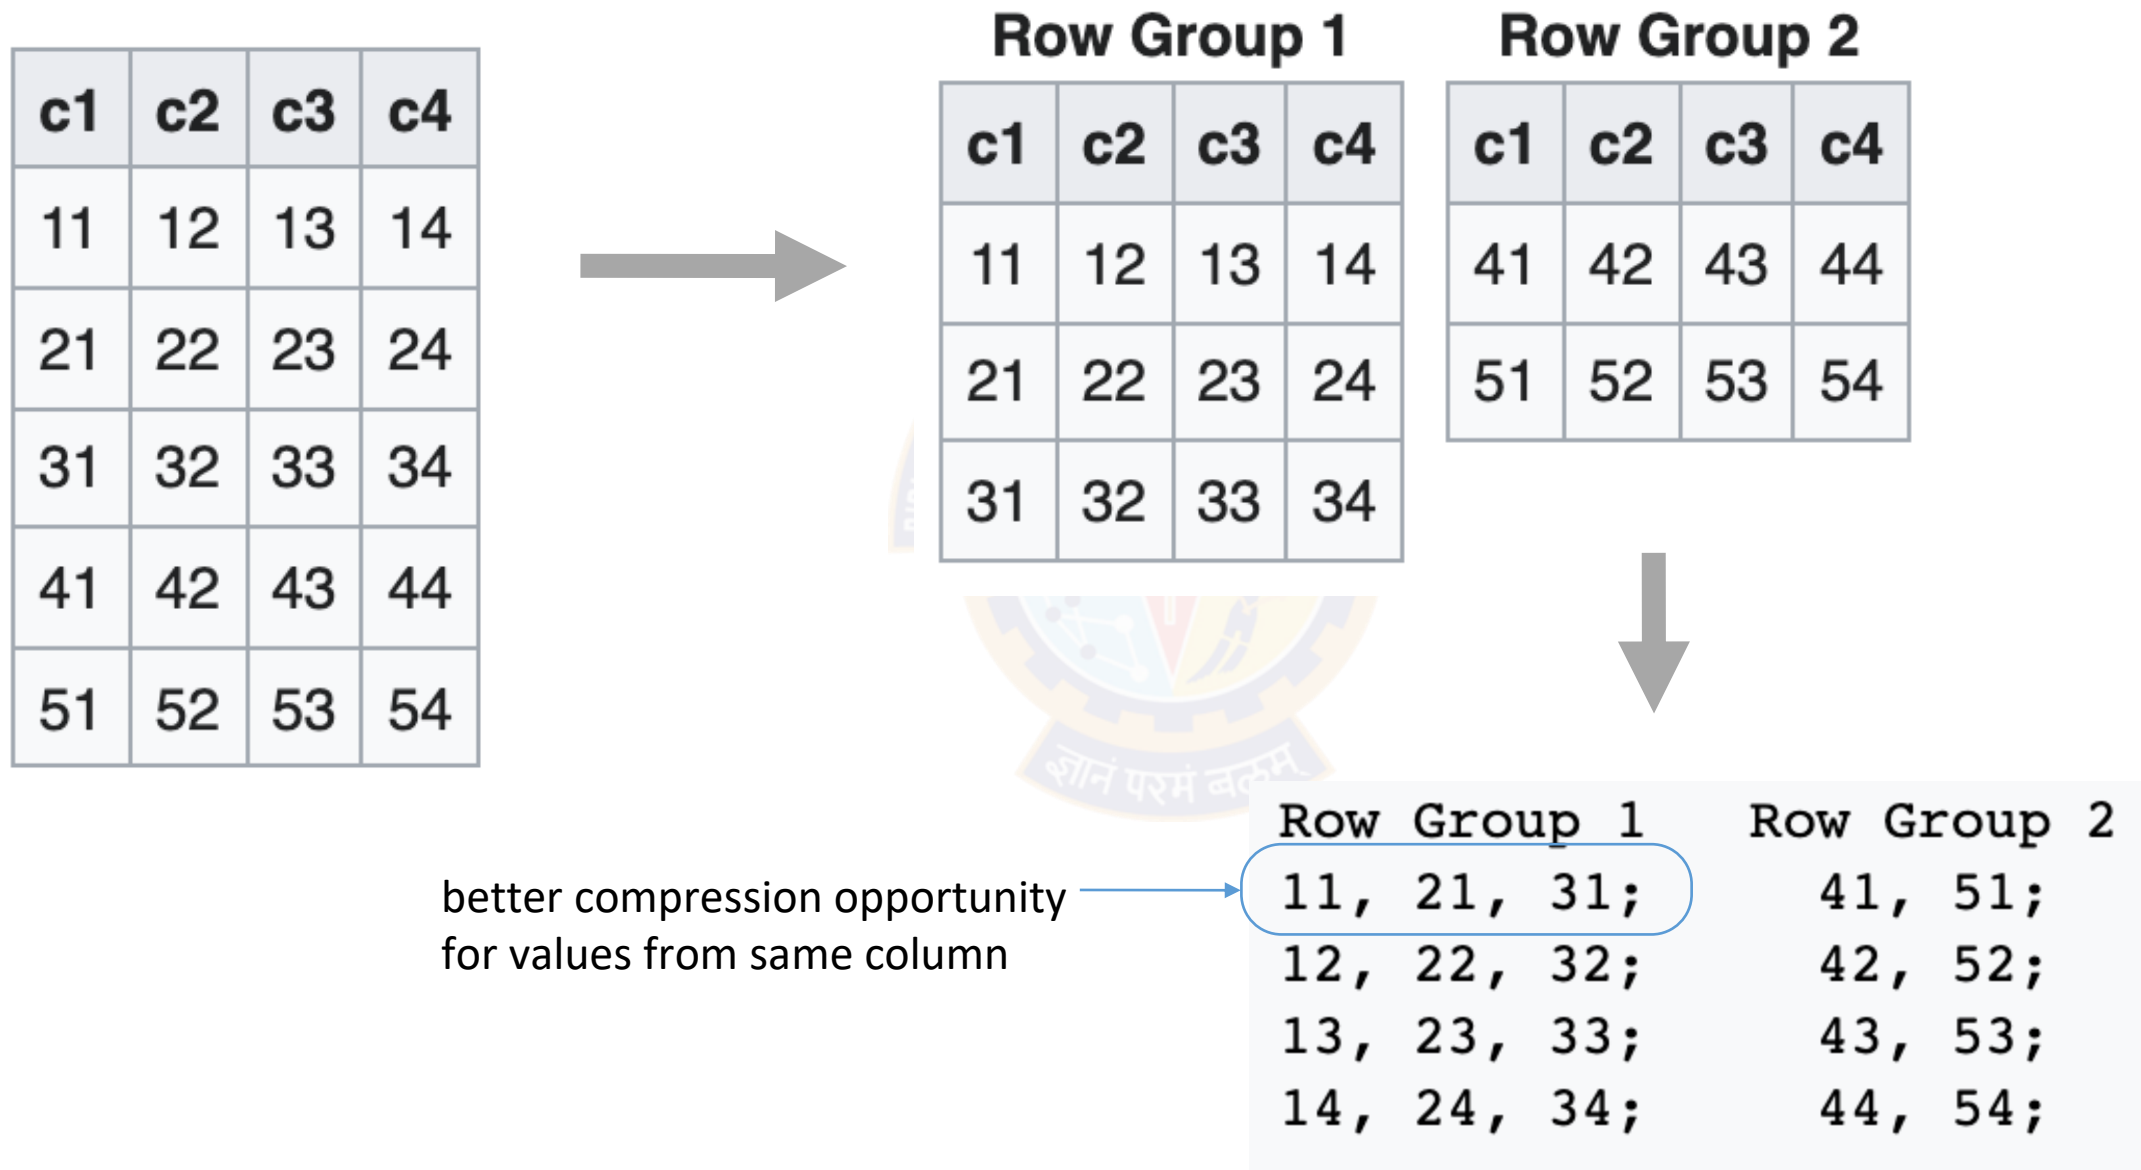 c1 c2 c3 c4
11 12 13 14
21 22 23 24
31 32 33 34
41 42 43 44
51 52 53 54
Row Group 1
c1 c2 c3 c4
11 12 13 14
21 22 23 24
31 32 33 34
Row Group 2
c1 c2 c3 c4
41 42 43 44
51 52 53 54
ज्ञानं परमं बलम्
better compression opportunity
for values from same column
Row Group 1 Row Group 2
11, 21, 31; 41, 51;
12, 22, 32; 42, 52;
13, 23, 33; 43, 53;
14, 24, 34; 44, 54;